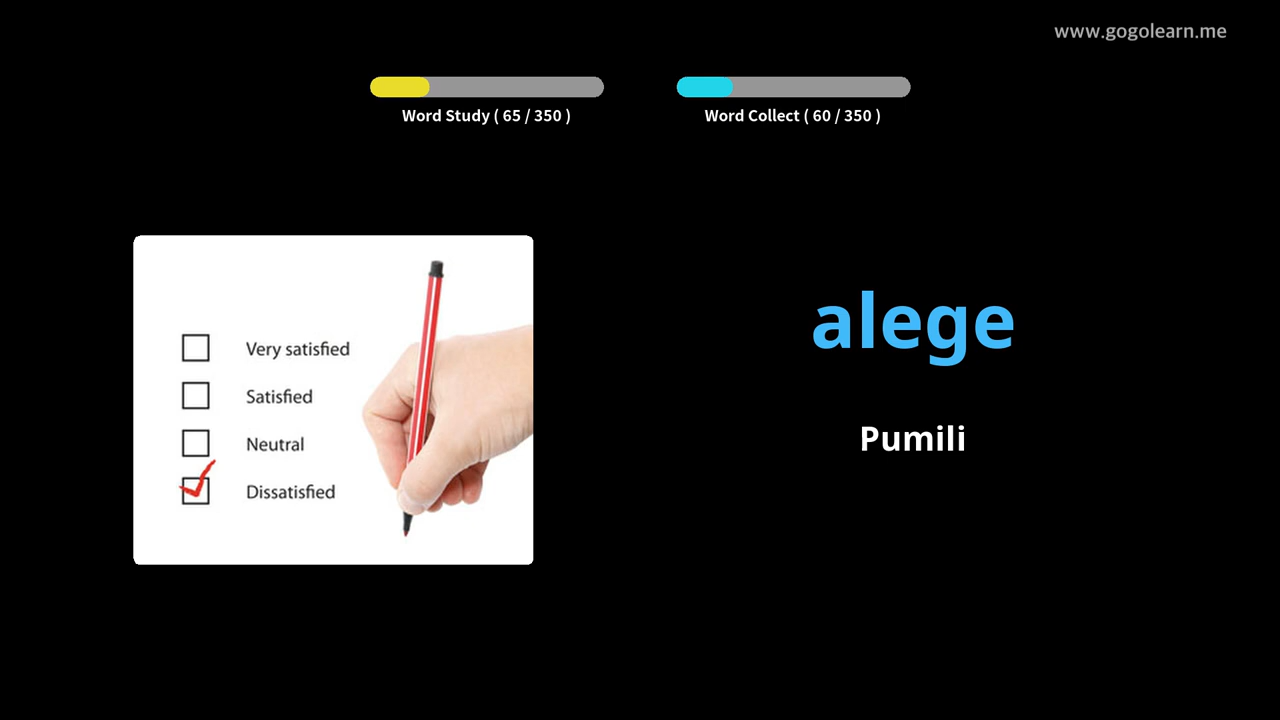 www.gogolearn.me
Word Study ( 65 / 350 )
Word Collect ( 60 / 350 )
Very satisfied
Satisfied
Neutral
Dissatisfied
alege
Pumili